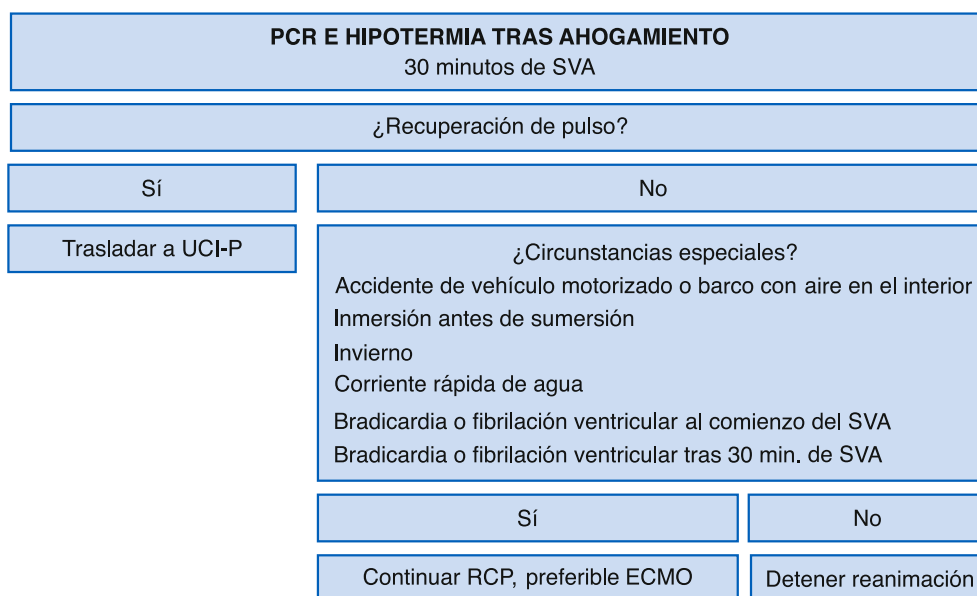 PCR E HIPOTERMIA TRAS AHOGAMIENTO
30 minutos de SVA
¿Recuperación de pulso?
Sí
No
Trasladar a UCI-P
¿Circunstancias especiales?
Accidente de vehículo motorizado o barco con aire en el interior
Inmersión antes de sumersión
Invierno
Corriente rápida de agua
Bradicardia o fibrilación ventricular al comienzo del SVA
Bradicardia o fibrilación ventricular tras 30 min. de SVA
Sí
No
Continuar RCP, preferible ECMO
Detener reanimación